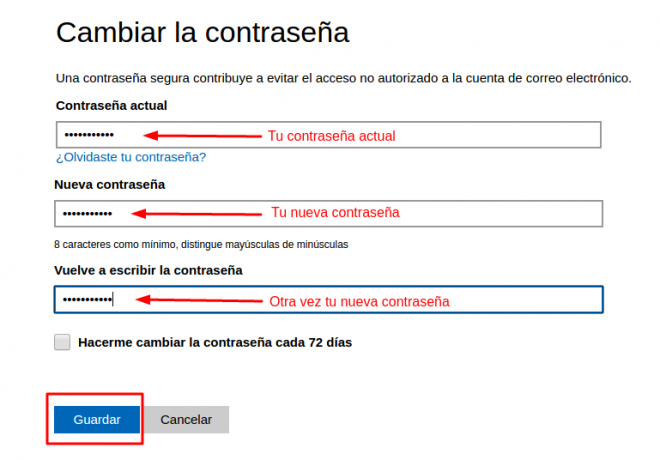 Cambiar la contraseña
Una contraseña segura contribuye a evitar el acceso no autorizado a la cuenta de correo electrónico.
Contraseña actual
••••••••••• Tu contraseña actual
¿Olvidaste tu contraseña?
Nueva contraseña
••••••••••• Tu nueva contraseña
8 caracteres como mínimo, distingue mayúsculas de minúsculas
Vuelve a escribir la contraseña
••••••••••• Otra vez tu nueva contraseña
Hacerme cambiar la contraseña cada 72 días
Guardar Cancelar